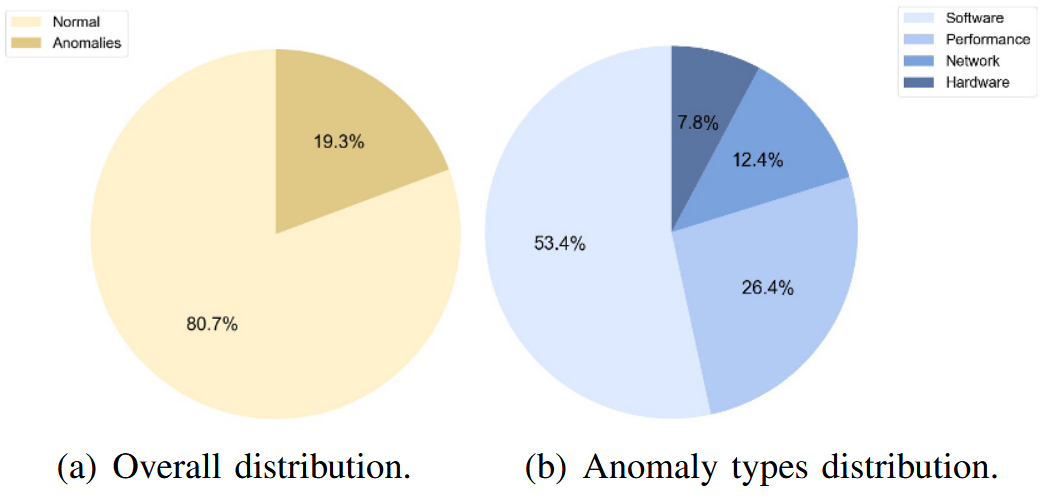 Normal
Anomalies
19.3%
80.7%
(a) Overall distribution.
Software
Performance
Network
Hardware
7.8%
12.4%
53.4%
26.4%
(b) Anomaly types distribution.